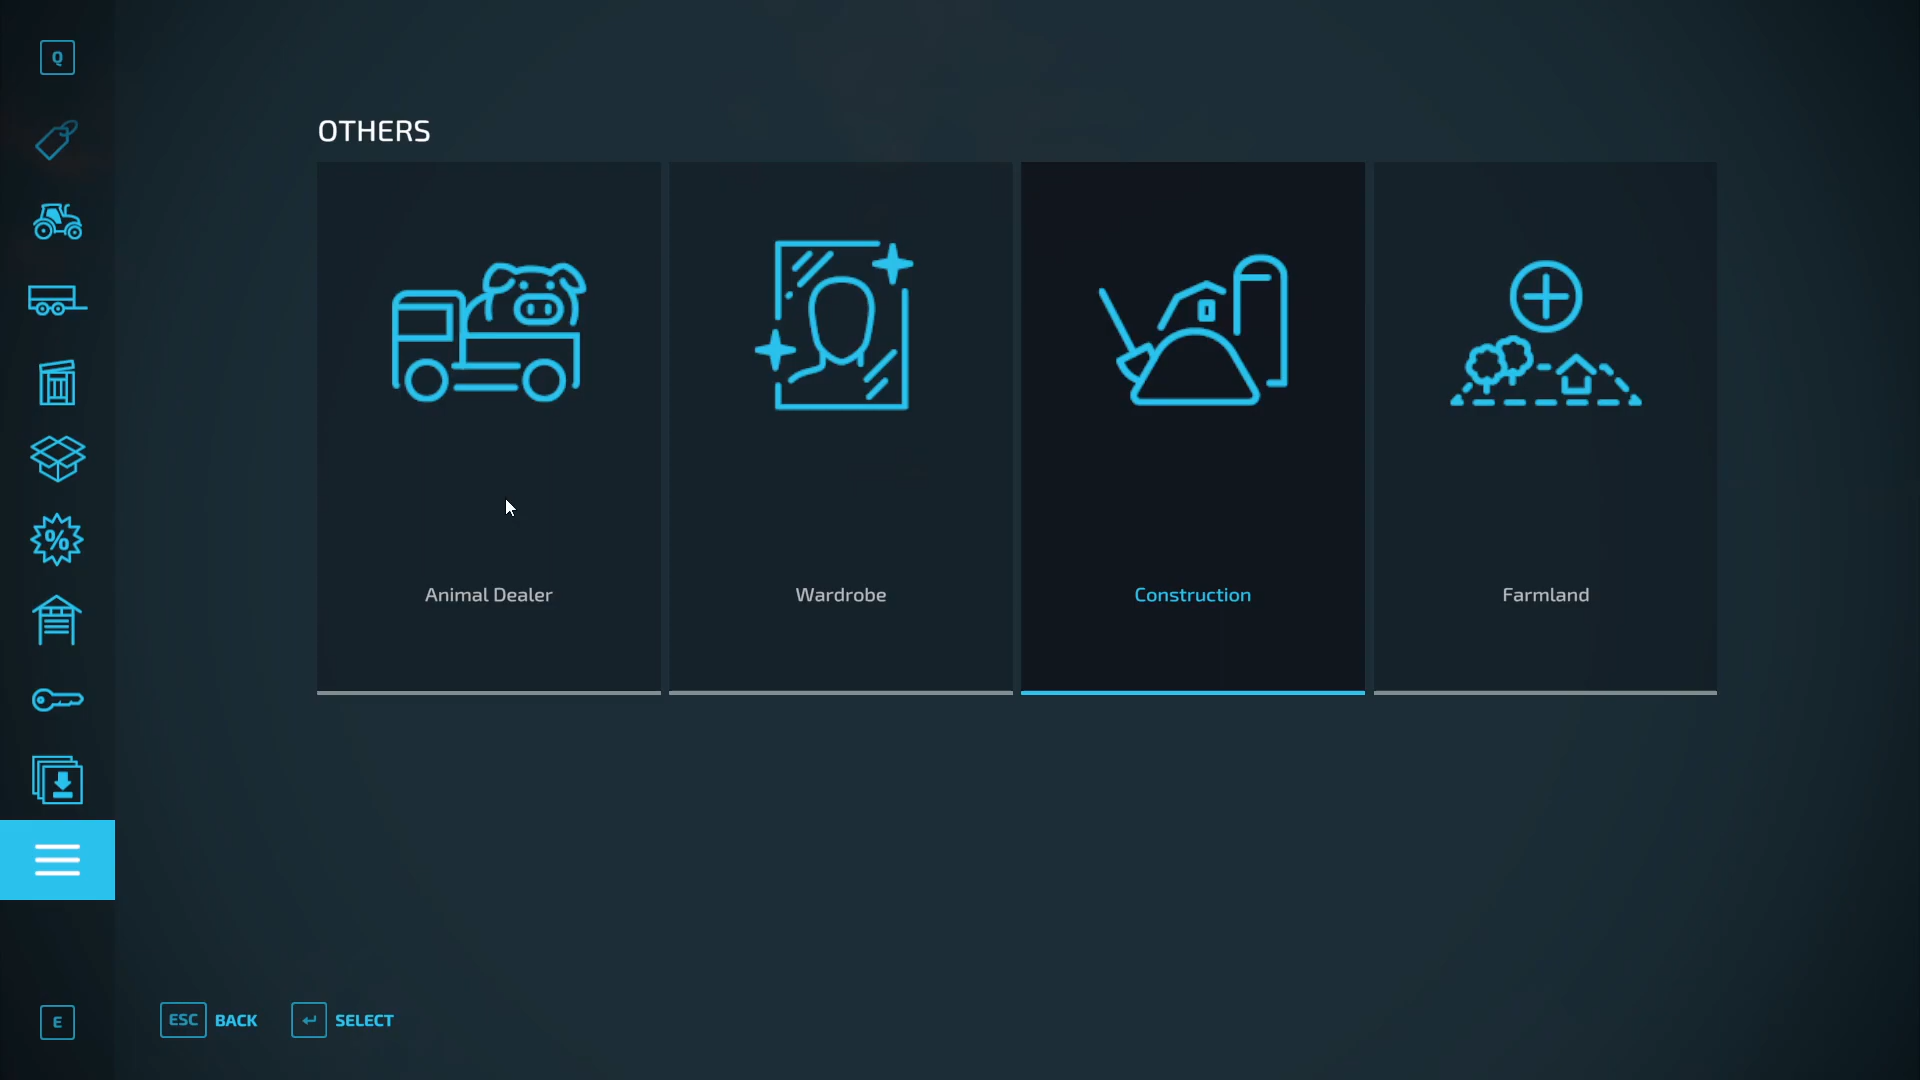 Q
OTHERS
%
Animal Dealer
Wardrobe
Construction
Farmland
E
ESC BACK
SELECT